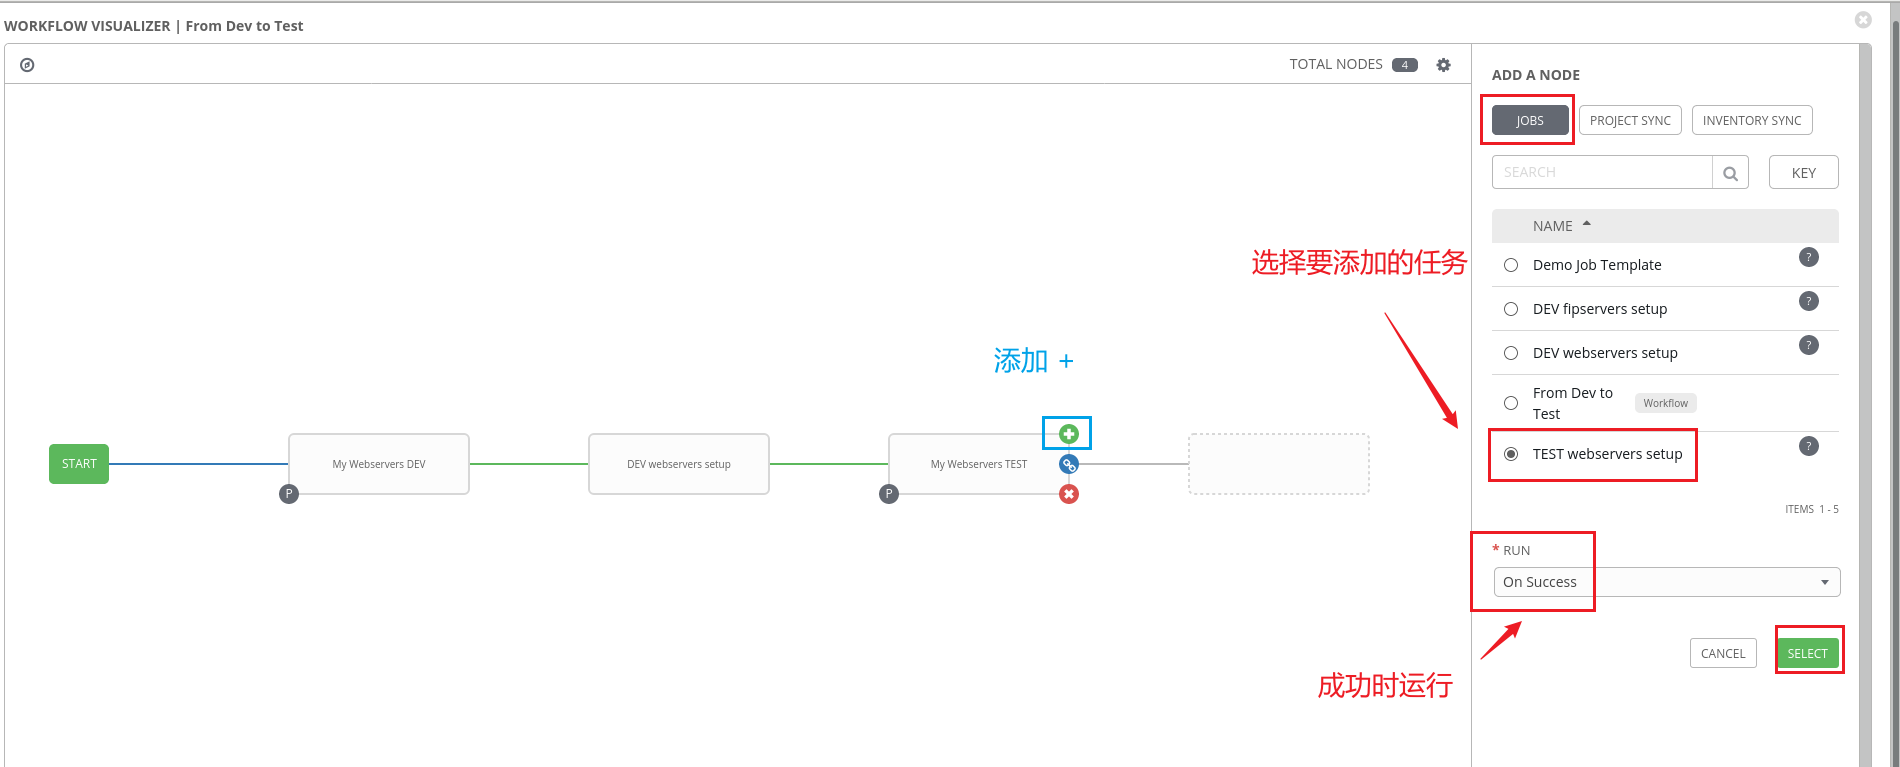 WORKFLOW VISUALIZER | From Dev to Test
TOTAL NODES 4
ADD A NODE
JOBS
PROJECT SYNC
INVENTORY SYNC
SEARCH
KEY
NAME
Demo Job Template
?
DEV fipservers setup
?
DEV webservers setup
?
From Dev to
Test
Workflow
TEST webservers setup
?
ITEMS 1 - 5
* RUN
On Success
CANCEL
SELECT
选择要添加的任务
添加 +
START
My Webservers DEV
P
DEV webservers setup
My Webservers TEST
P
成功时运行